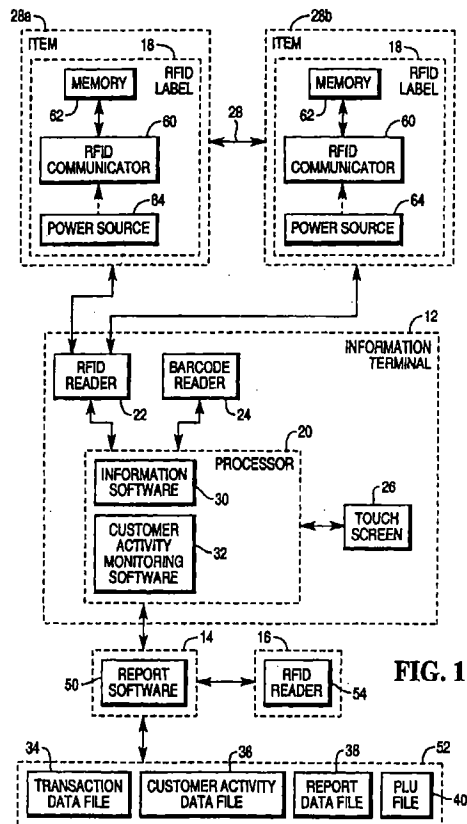 28a
28b
ITEM
18
RFID
LABEL
MEMORY
62
60
RFID
COMMUNICATOR
POWER SOURCE
64
28
ITEM
18
RFID
LABEL
MEMORY
62
60
RFID
COMMUNICATOR
POWER SOURCE
64
12
INFORMATION
TERMINAL
RFID
READER
22
BARCODE
READER
24
20
PROCESSOR
INFORMATION
SOFTWARE
30
CUSTOMER
ACTIVITY
MONITORING
SOFTWARE
32
26
TOUCH
SCREEN
14
50
REPORT
SOFTWARE
16
RFID
READER
54
FIG. 1
34
TRANSACTION
DATA FILE
36
CUSTOMER ACTIVITY
DATA FILE
38
REPORT
DATA FILE
52
PLU
FILE
40